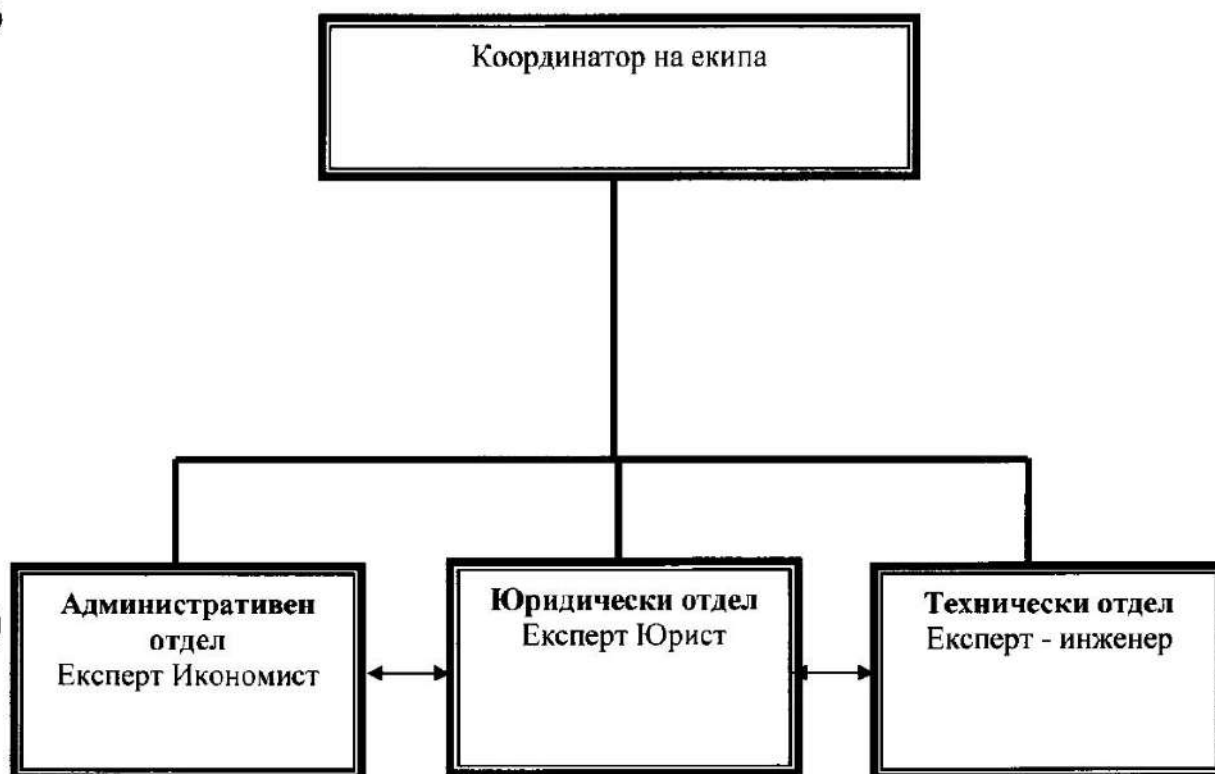 Координатор на екипа
Административен
отдел
Експерт Икономист
Юридически отдел
Експерт Юрист
Технически отдел
Експерт - инженер